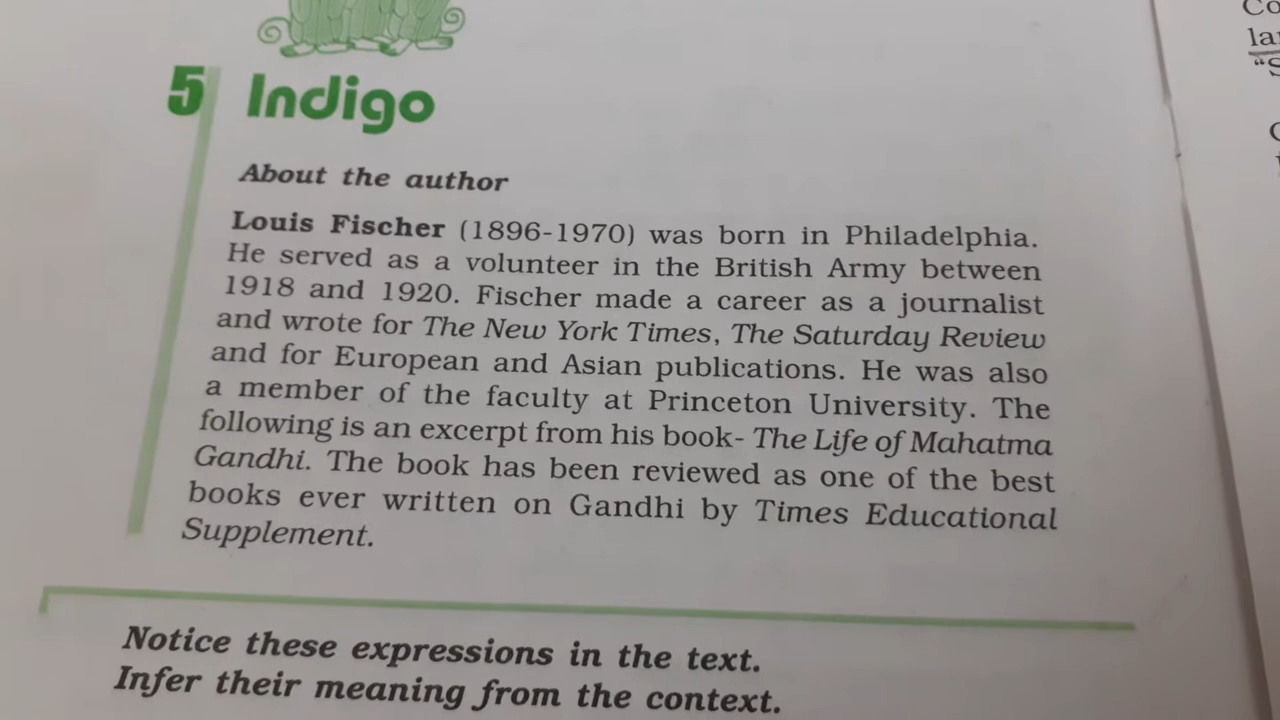 5 Indigo
About the author
Louis Fischer (1896-1970) was born in Philadelphia.
He served as a volunteer in the British Army between
1918 and 1920. Fischer made a career as a journalist
and wrote for The New York Times, The Saturday Review
and for European and Asian publications. He was also
a member of the faculty at Princeton University. The
following is an excerpt from his book- The Life of Mahatma
Gandhi. The book has been reviewed as one of the best
books ever written on Gandhi by Times Educational
Supplement.
Notice these expressions in the text.
Infer their meaning from the context.